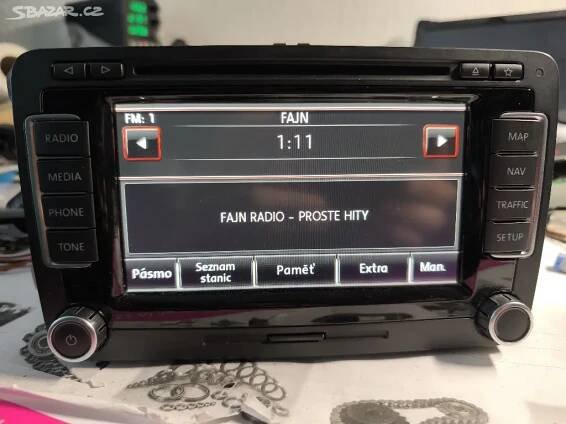 SBAZAR.CZ
FM: 1 FAJN
1:11
RADIO
MEDIA
PHONE
TONE
MAP
NAV
TRAFFIC
SETUP
FAJN RADIO - PROSTE HITY
Pásmo
Seznam
stanic
Paměť
Extra
Man.